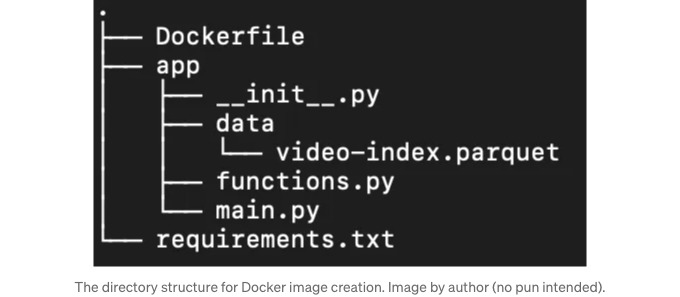 .
├── Dockerfile
├── app
│   ├── __init__.py
│   ├── data
│   │   └── video-index.parquet
│   ├── functions.py
│   └── main.py
└── requirements.txt
The directory structure for Docker image creation. Image by author (no pun intended).